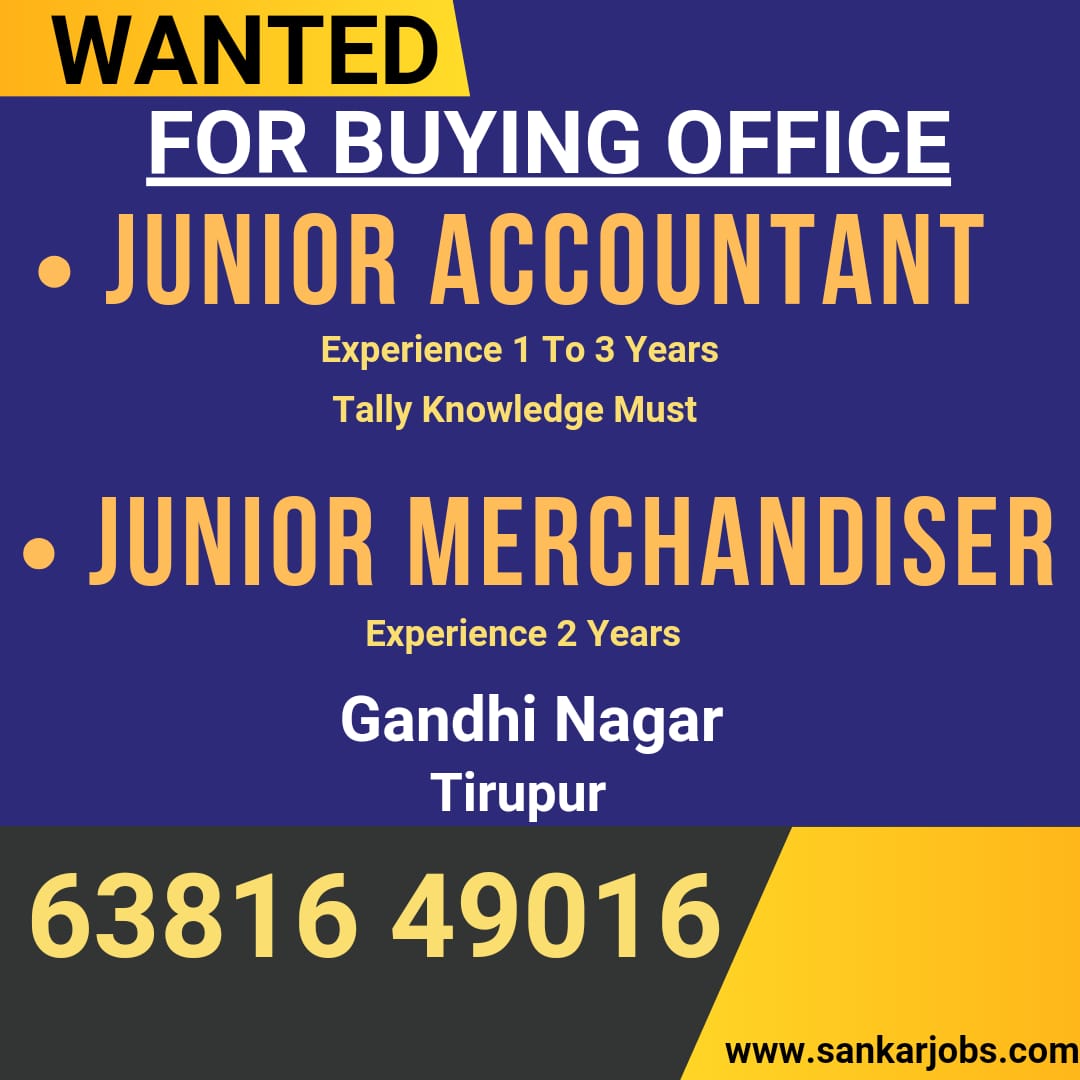 WANTED
FOR BUYING OFFICE
• JUNIOR ACCOUNTANT
Experience 1 To 3 Years
Tally Knowledge Must
• JUNIOR MERCHANDISER
Experience 2 Years
Gandhi Nagar
Tirupur
63816 49016
www.sankarjobs.com